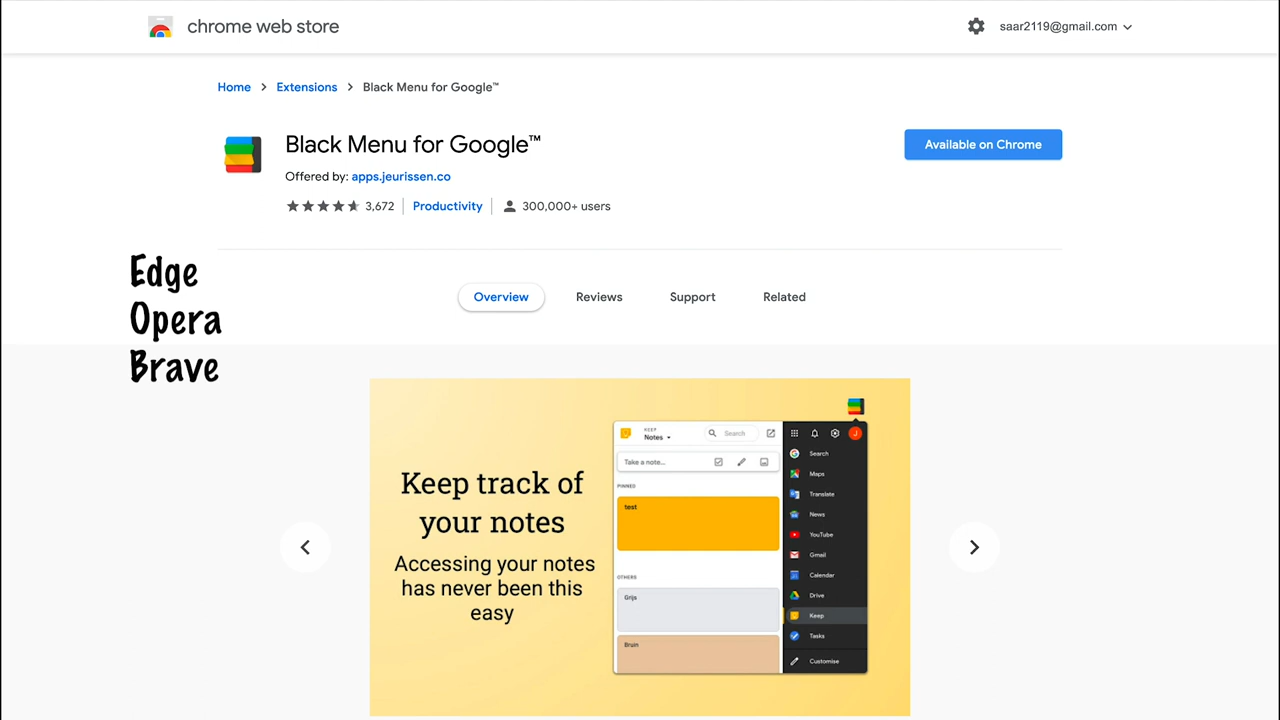 chrome web store
saar2119@gmail.com
Home > Extensions > Black Menu for Google™
Black Menu for Google™
Available on Chrome
Offered by: apps.jeurissen.co
3,672 Productivity 300,000+ users
Edge
Opera
Brave
Overview Reviews Support Related
Keep track of
your notes
Accessing your notes
has never been this
easy
KEEP
Notes
Search
Take a note...
PINNED
test
OTHERS
Grijs
Bruin
J
Search
Maps
Translate
News
YouTube
Gmail
Calendar
Drive
Keep
Tasks
Customise